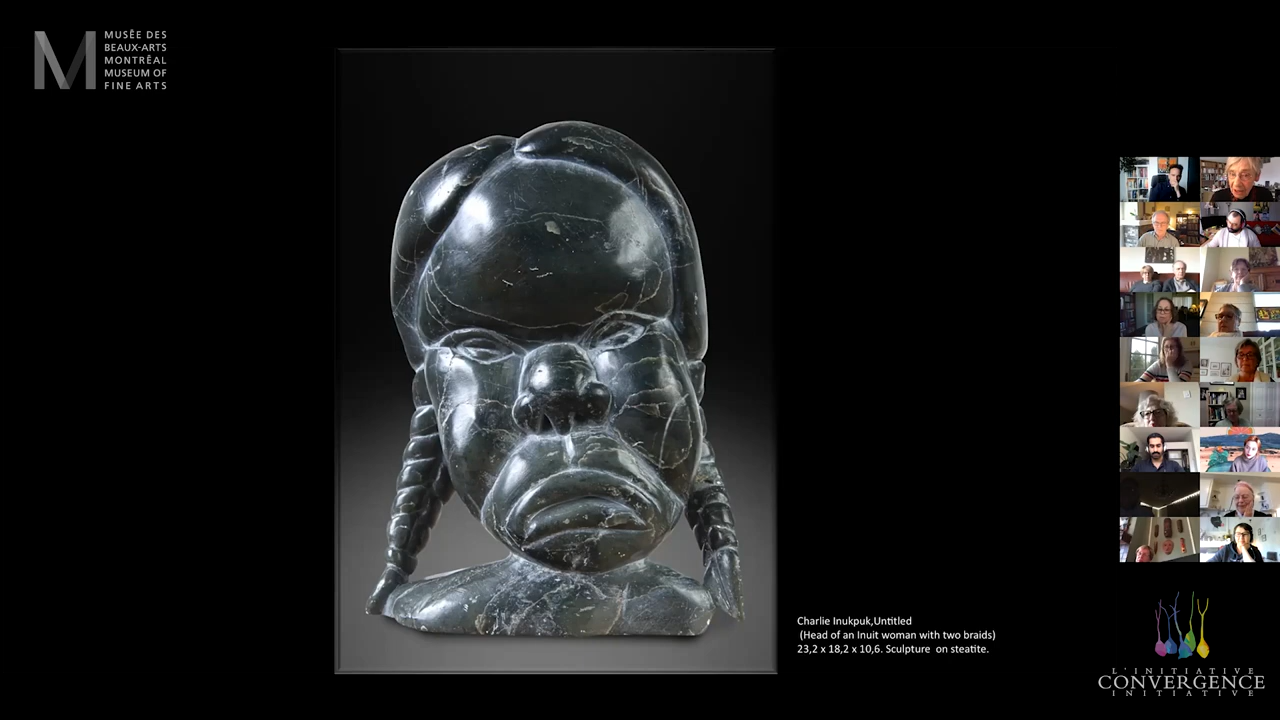 MUSÉE DES
BEAUX-ARTS
MONTRÉAL
MUSEUM OF
FINE ARTS
Charlie Inukpuk,Untitled
(Head of an Inuit woman with two braids)
23,2 x 18,2 x 10,6. Sculpture on steatite.
L'INITIATIVE
CONVERGENCE
INITIATIVE